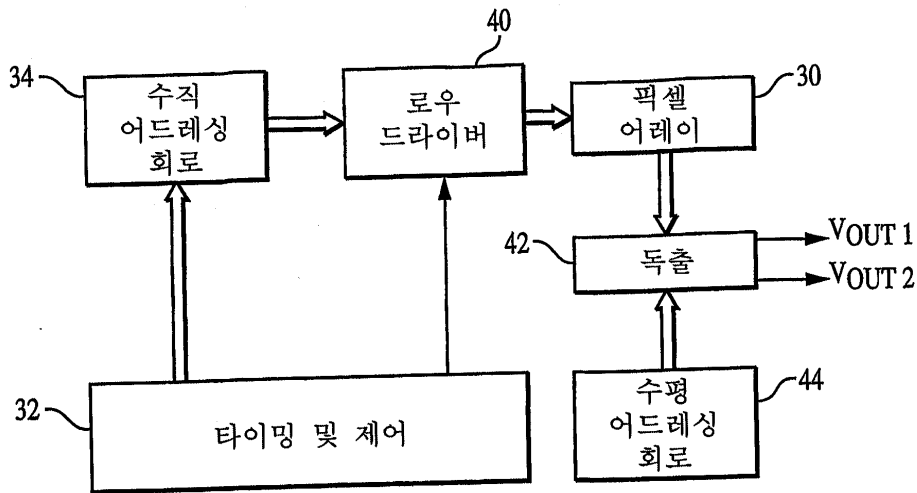 40
34
수직
어드레싱
회로
로우
드라이버
픽셀
어레이
30
42
독출
VOUT 1
VOUT 2
32
타이밍 및 제어
수평
어드레싱
회로
44